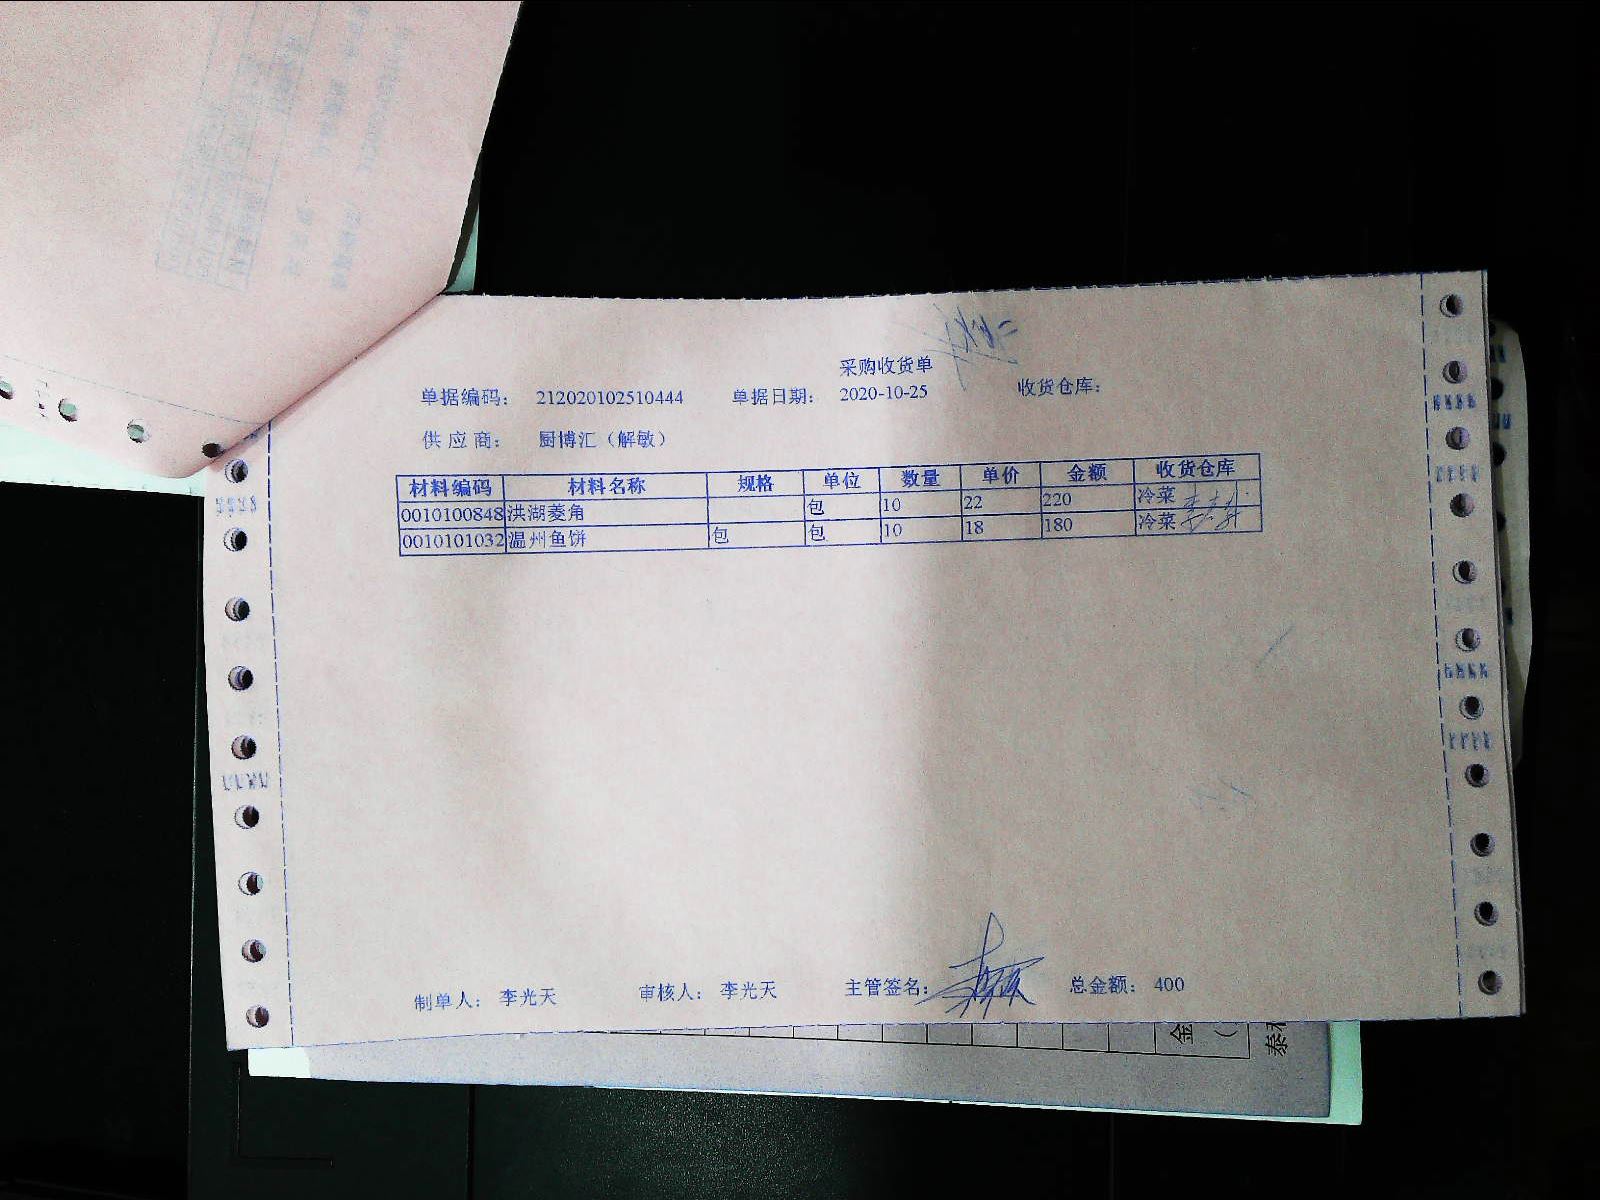 采购收货单
单据编码： 212020102510444 单据日期： 2020-10-25 收货仓库：
供 应 商： 厨博汇（解敏）
材料编码 材料名称 规格 单位 数量 单价 金额 收货仓库
0010100848 洪湖菱角 包 10 22 220 冷菜
0010101032 温州鱼饼 包 包 10 18 180 冷菜
制单人： 李光天 审核人： 李光天 主管签名： 总金额： 400
金
泰